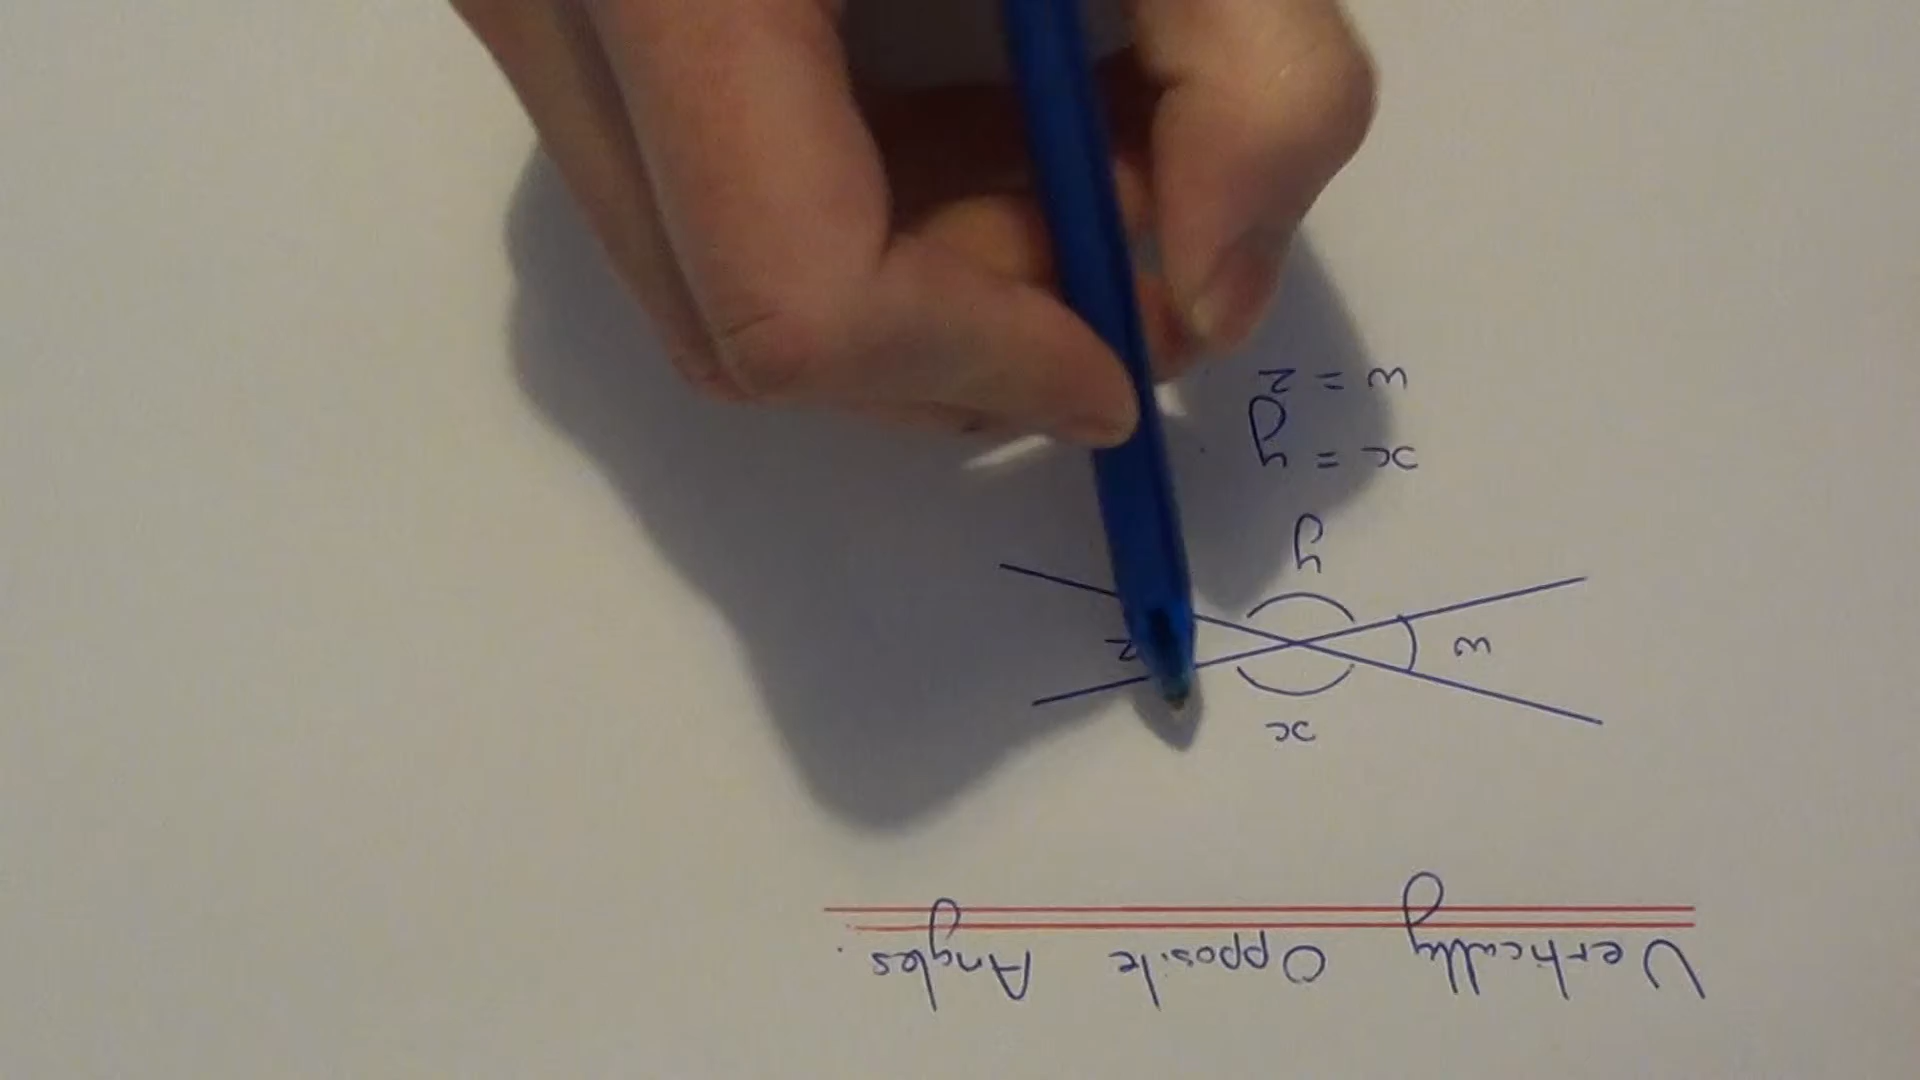 Vertically Opposite Angles.
x
w
z
y
x = y
w = z